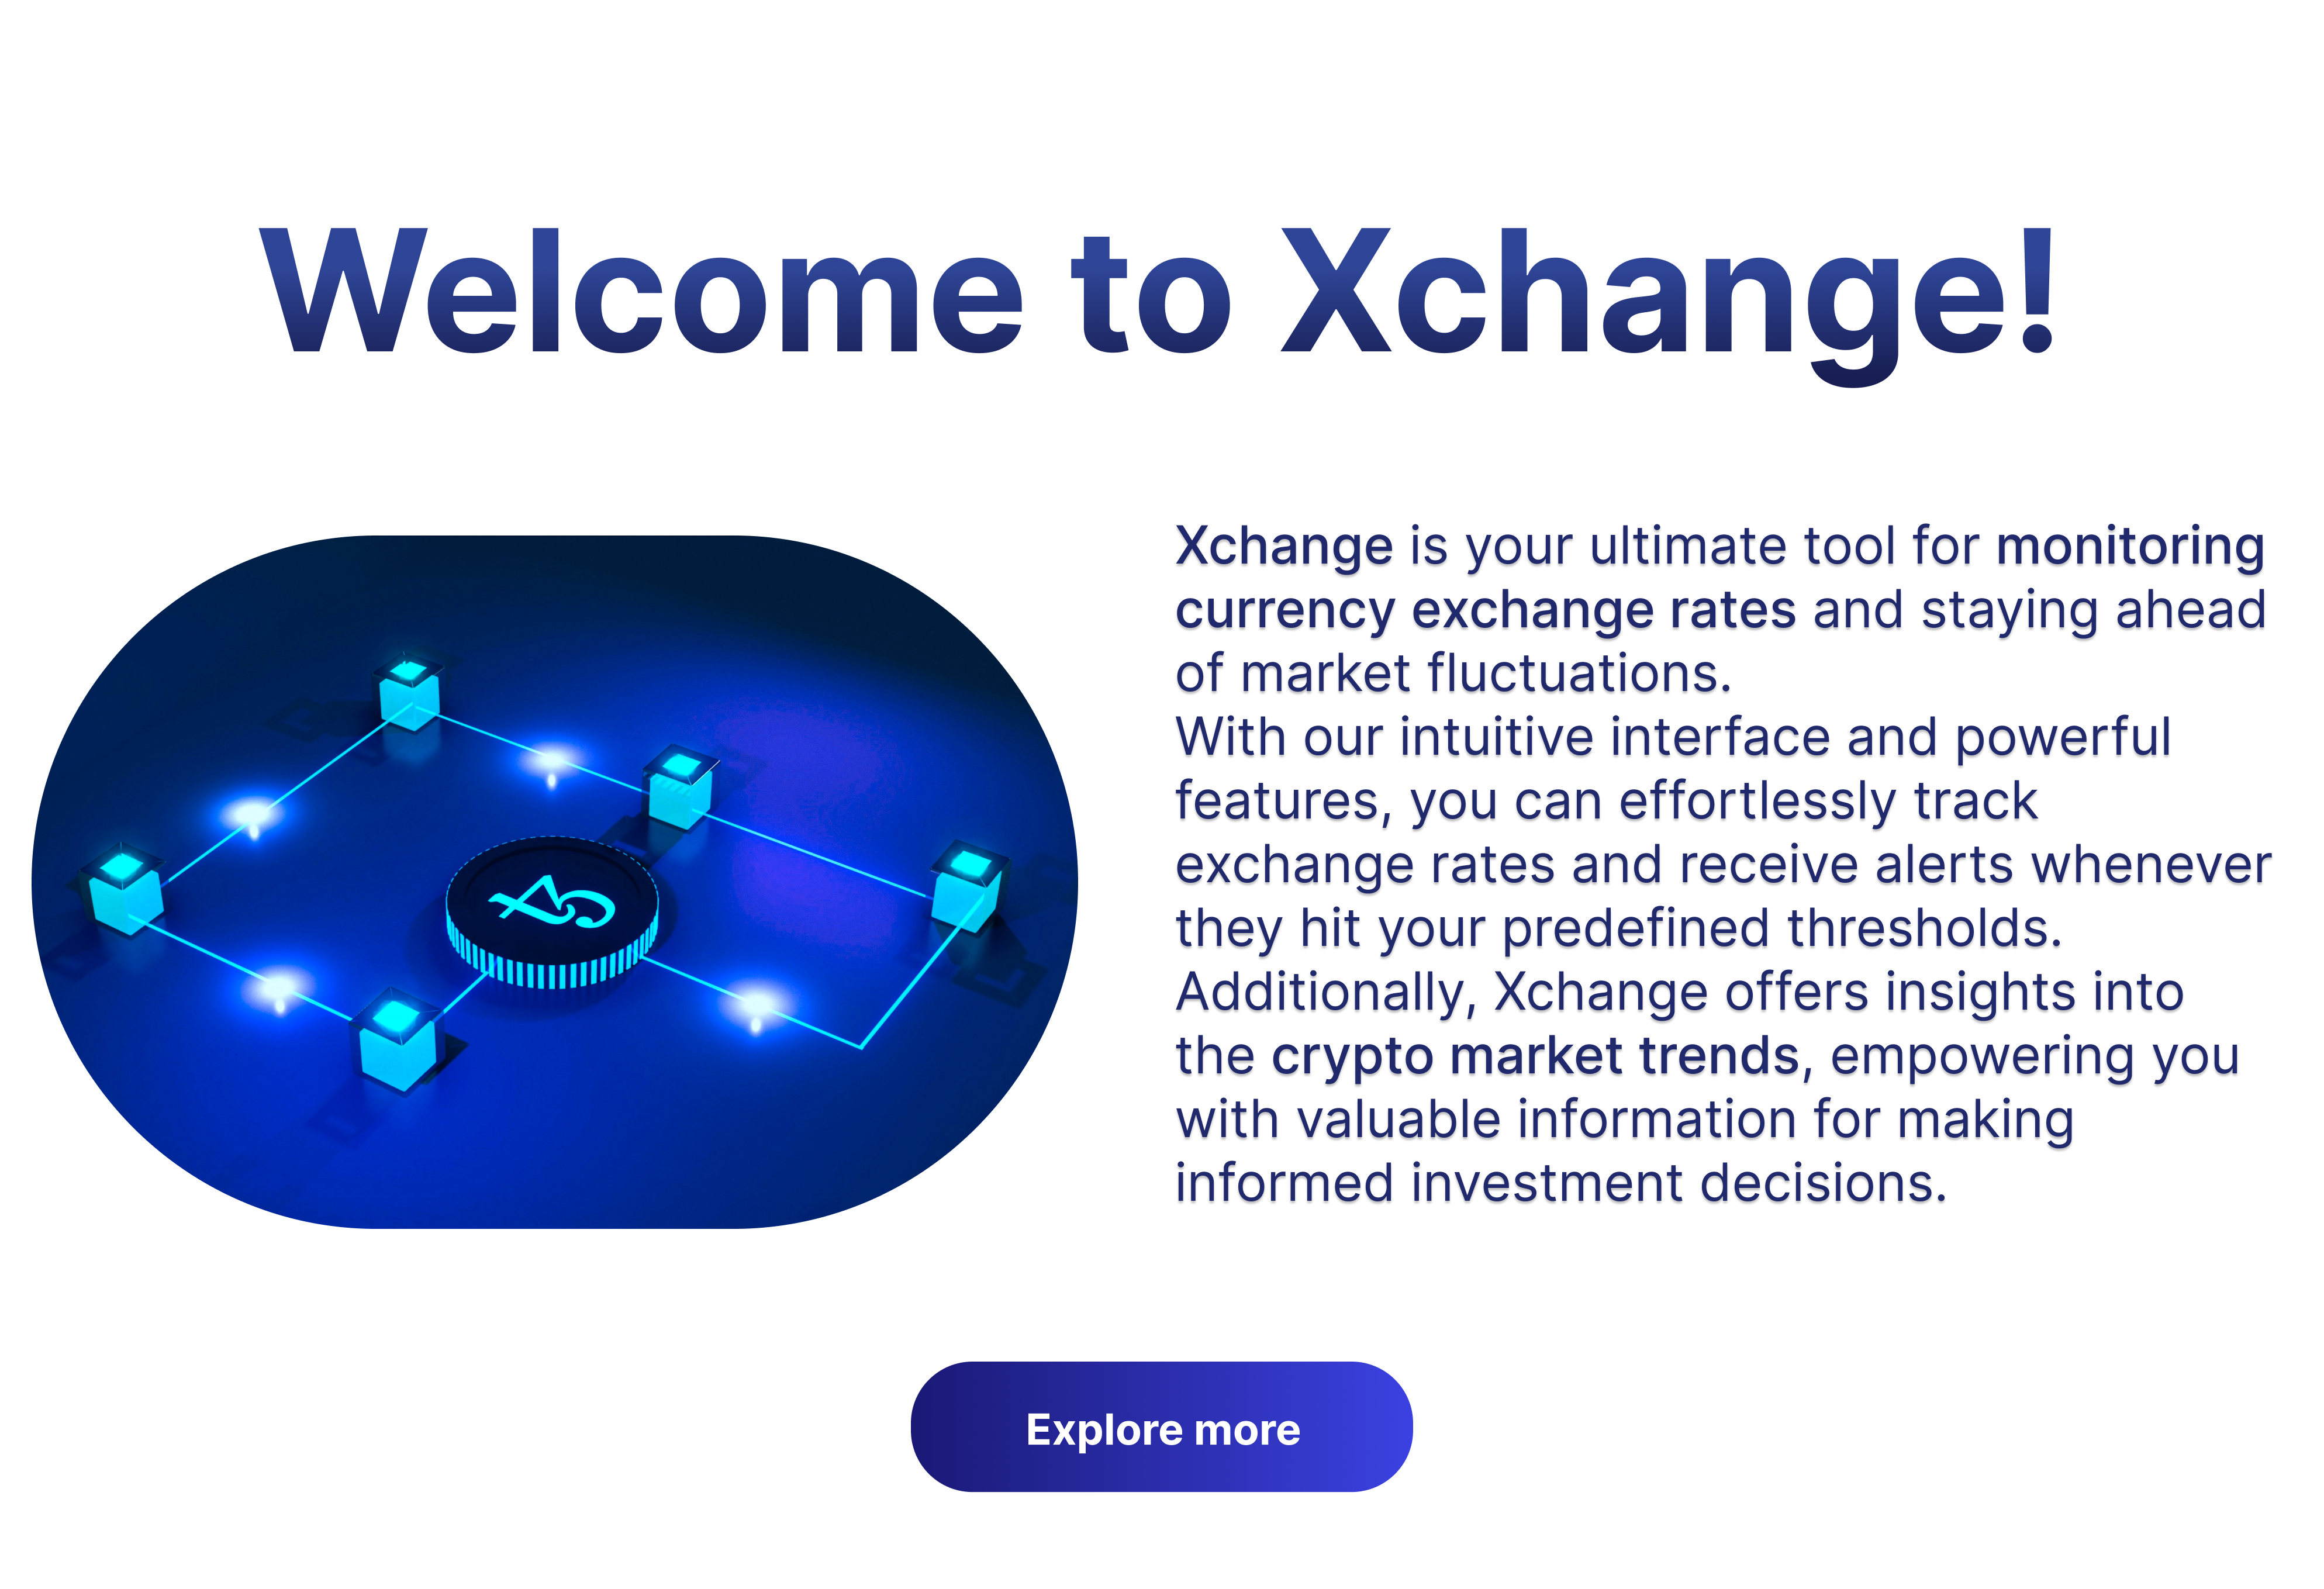 Welcome to Xchange!
Xchange is your ultimate tool for monitoring
currency exchange rates and staying ahead
of market fluctuations.
With our intuitive interface and powerful
features, you can effortlessly track
exchange rates and receive alerts whenever
they hit your predefined thresholds.
Additionally, Xchange offers insights into
the crypto market trends, empowering you
with valuable information for making
informed investment decisions.
Explore more